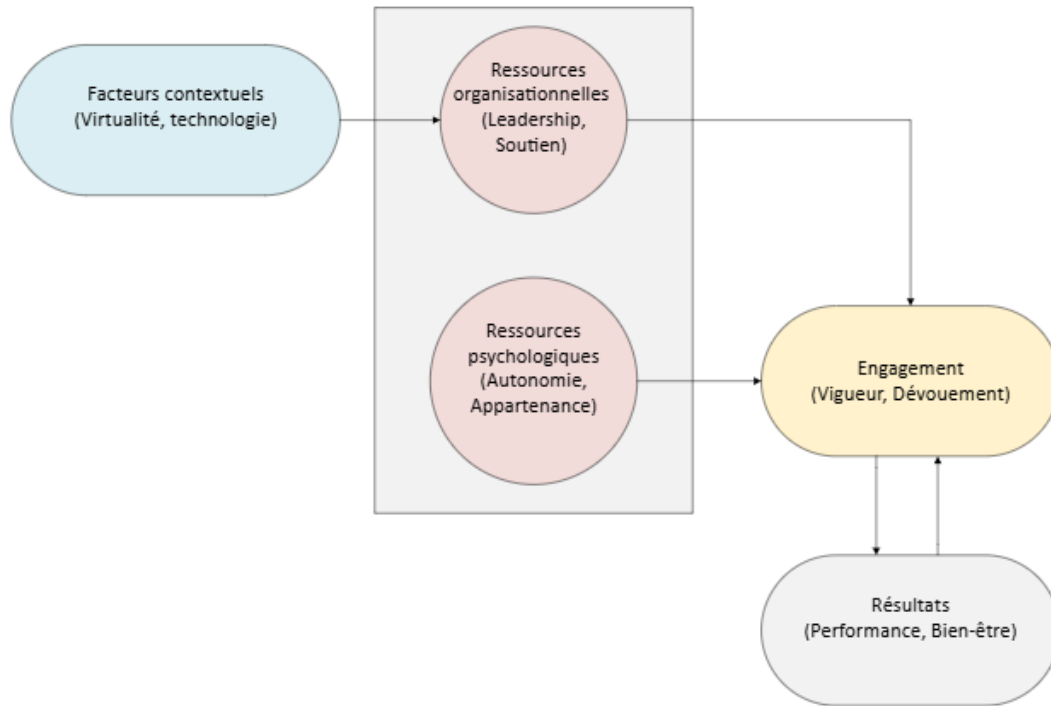 Facteurs contextuels
(Virtualité, technologie)
Ressources
organisationnelles
(Leadership,
Soutien)
Ressources
psychologiques
(Autonomie,
Appartenance)
Engagement
(Vigueur, Dévouement)
Résultats
(Performance, Bien-être)